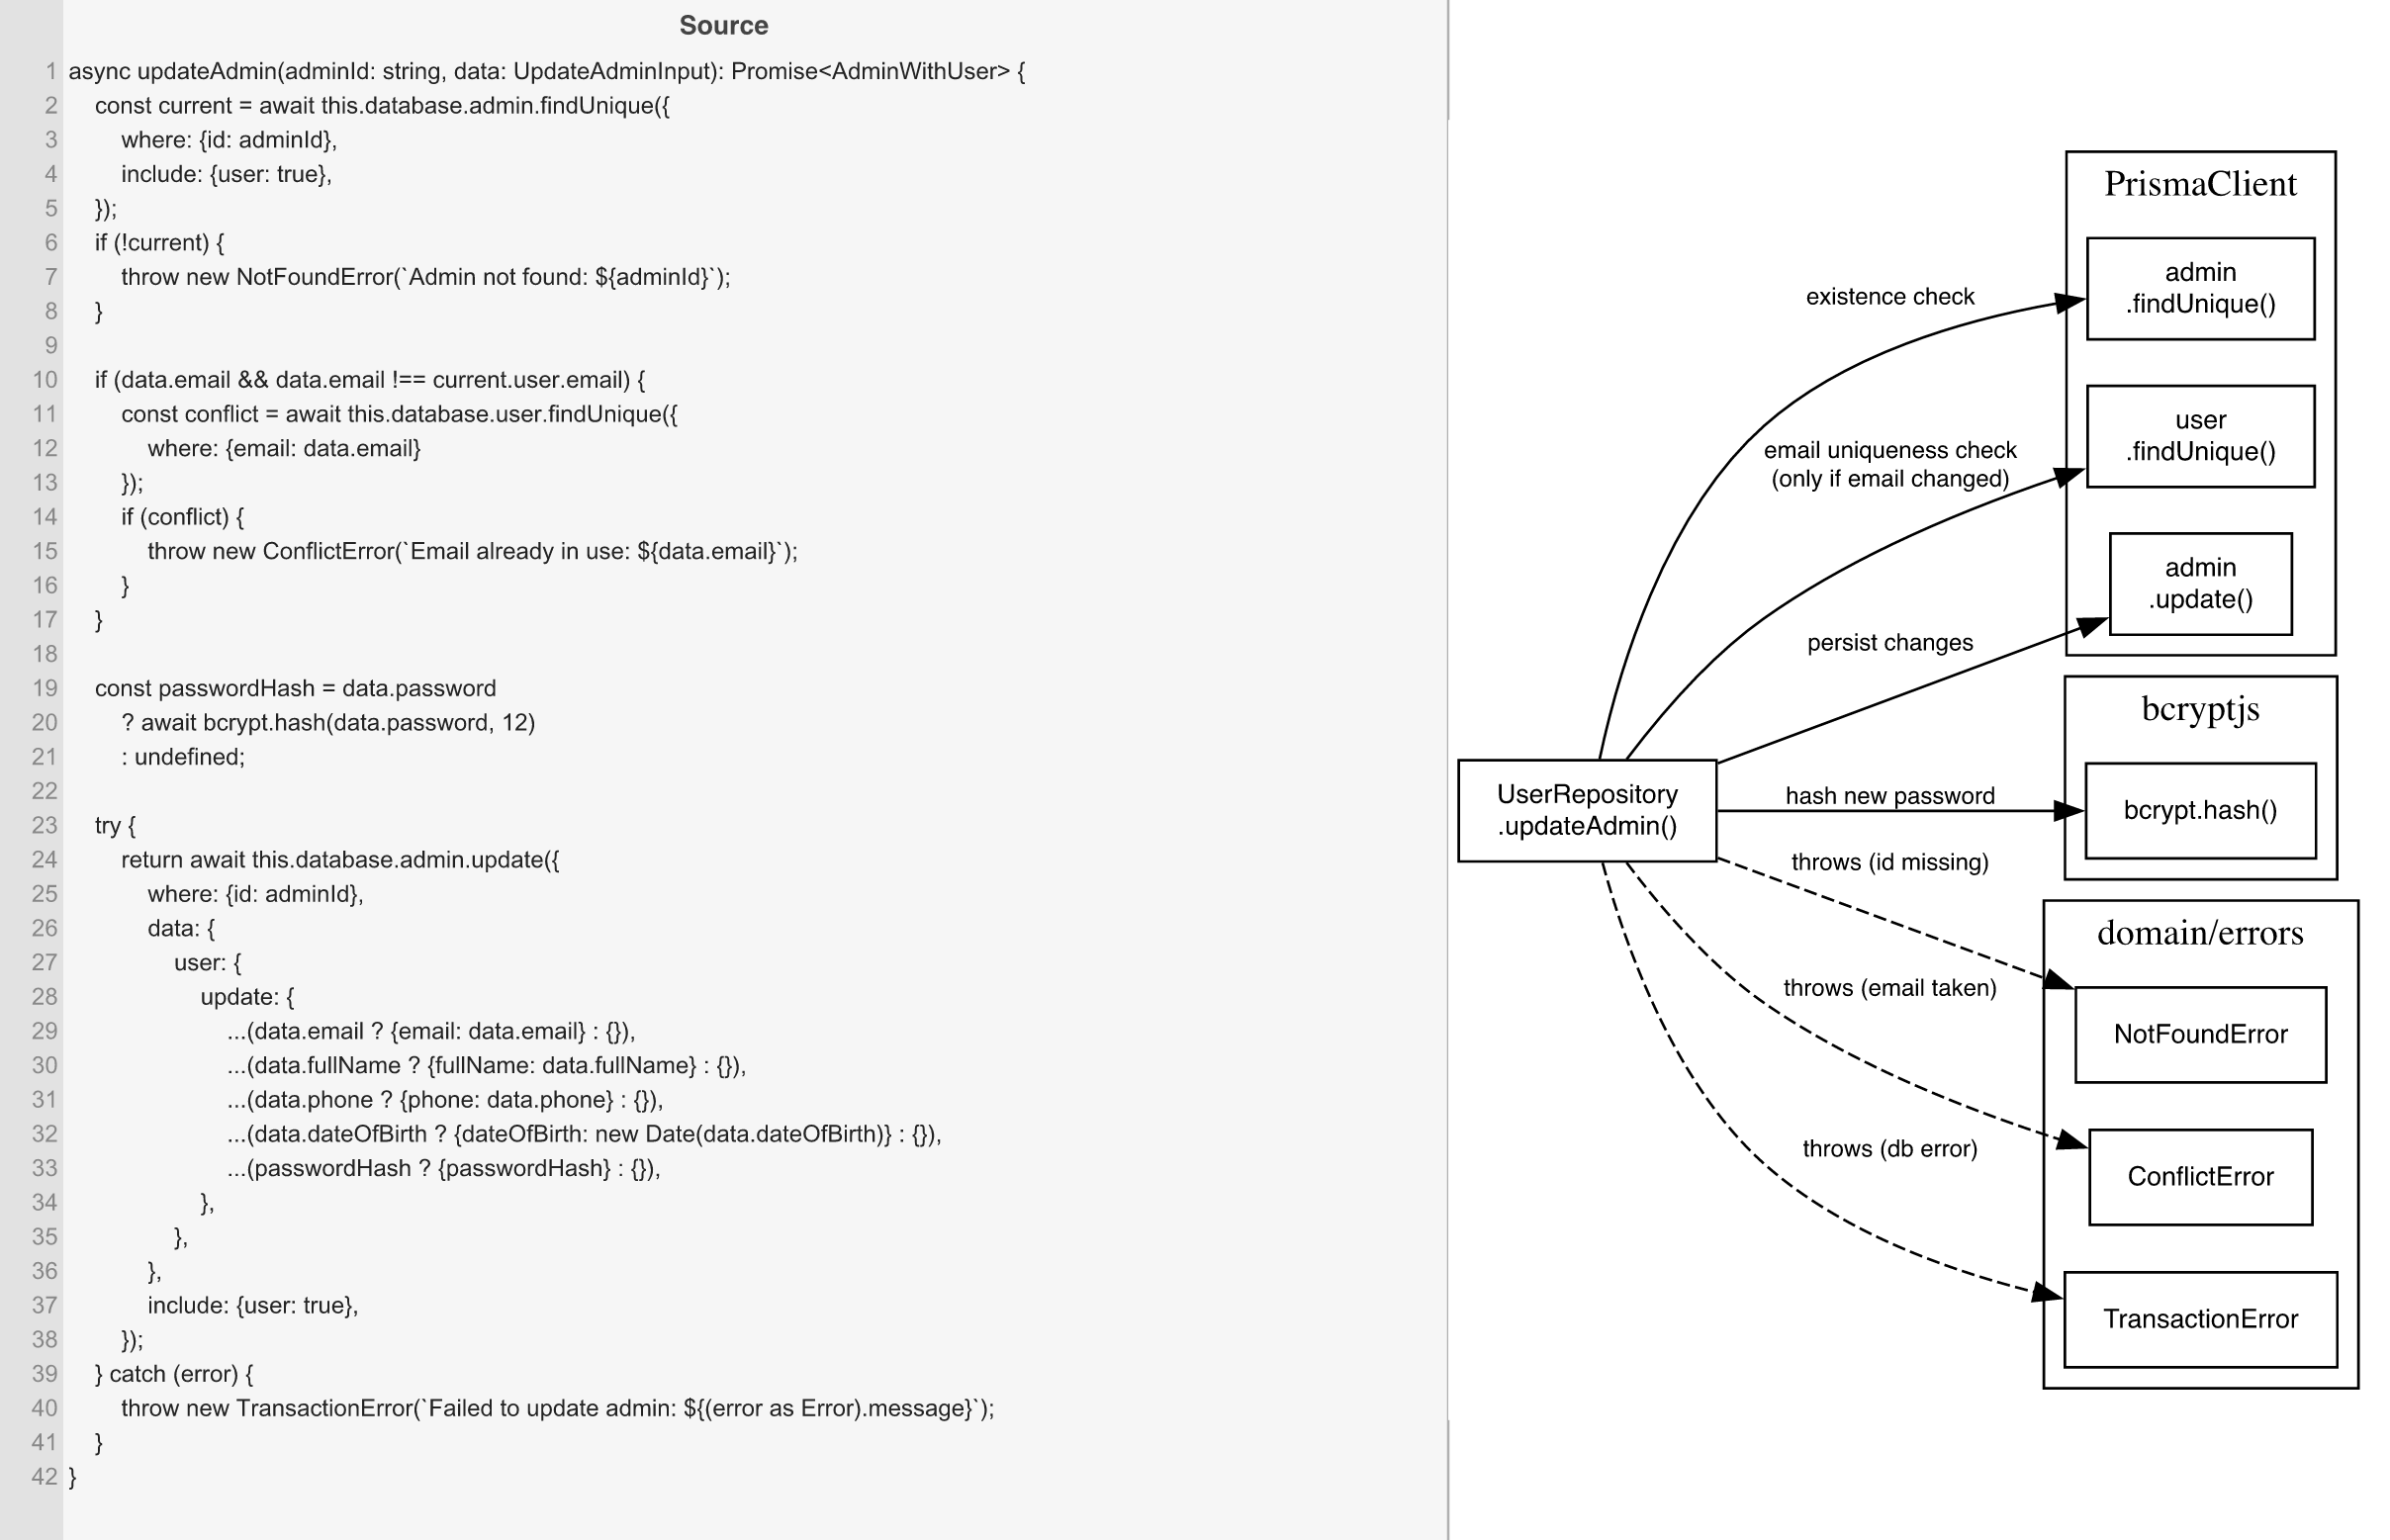 Source
1 async updateAdmin(adminId: string, data: UpdateAdminInput): Promise<AdminWithUser> {
2 const current = await this.database.admin.findUnique({
3 where: {id: adminId},
4 include: {user: true},
5 });
6 if (!current) {
7 throw new NotFoundError(`Admin not found: ${adminId}`);
8 }
9
10 if (data.email && data.email !== current.user.email) {
11 const conflict = await this.database.user.findUnique({
12 where: {email: data.email}
13 });
14 if (conflict) {
15 throw new ConflictError(`Email already in use: ${data.email}`);
16 }
17 }
18
19 const passwordHash = data.password
20 ? await bcrypt.hash(data.password, 12)
21 : undefined;
22
23 try {
24 return await this.database.admin.update({
25 where: {id: adminId},
26 data: {
27 user: {
28 update: {
29 ...(data.email ? {email: data.email} : {}),
30 ...(data.fullName ? {fullName: data.fullName} : {}),
31 ...(data.phone ? {phone: data.phone} : {}),
32 ...(data.dateOfBirth ? {dateOfBirth: new Date(data.dateOfBirth)} : {}),
33 ...(passwordHash ? {passwordHash} : {}),
34 },
35 },
36 },
37 include: {user: true},
38 });
39 } catch (error) {
40 throw new TransactionError(`Failed to update admin: ${(error as Error).message}`);
41 }
42 }
UserRepository
.updateAdmin()
existence check
email uniqueness check
(only if email changed)
persist changes
hash new password
throws (id missing)
throws (email taken)
throws (db error)
PrismaClient
admin
.findUnique()
user
.findUnique()
admin
.update()
bcryptjs
bcrypt.hash()
domain/errors
NotFoundError
ConflictError
TransactionError